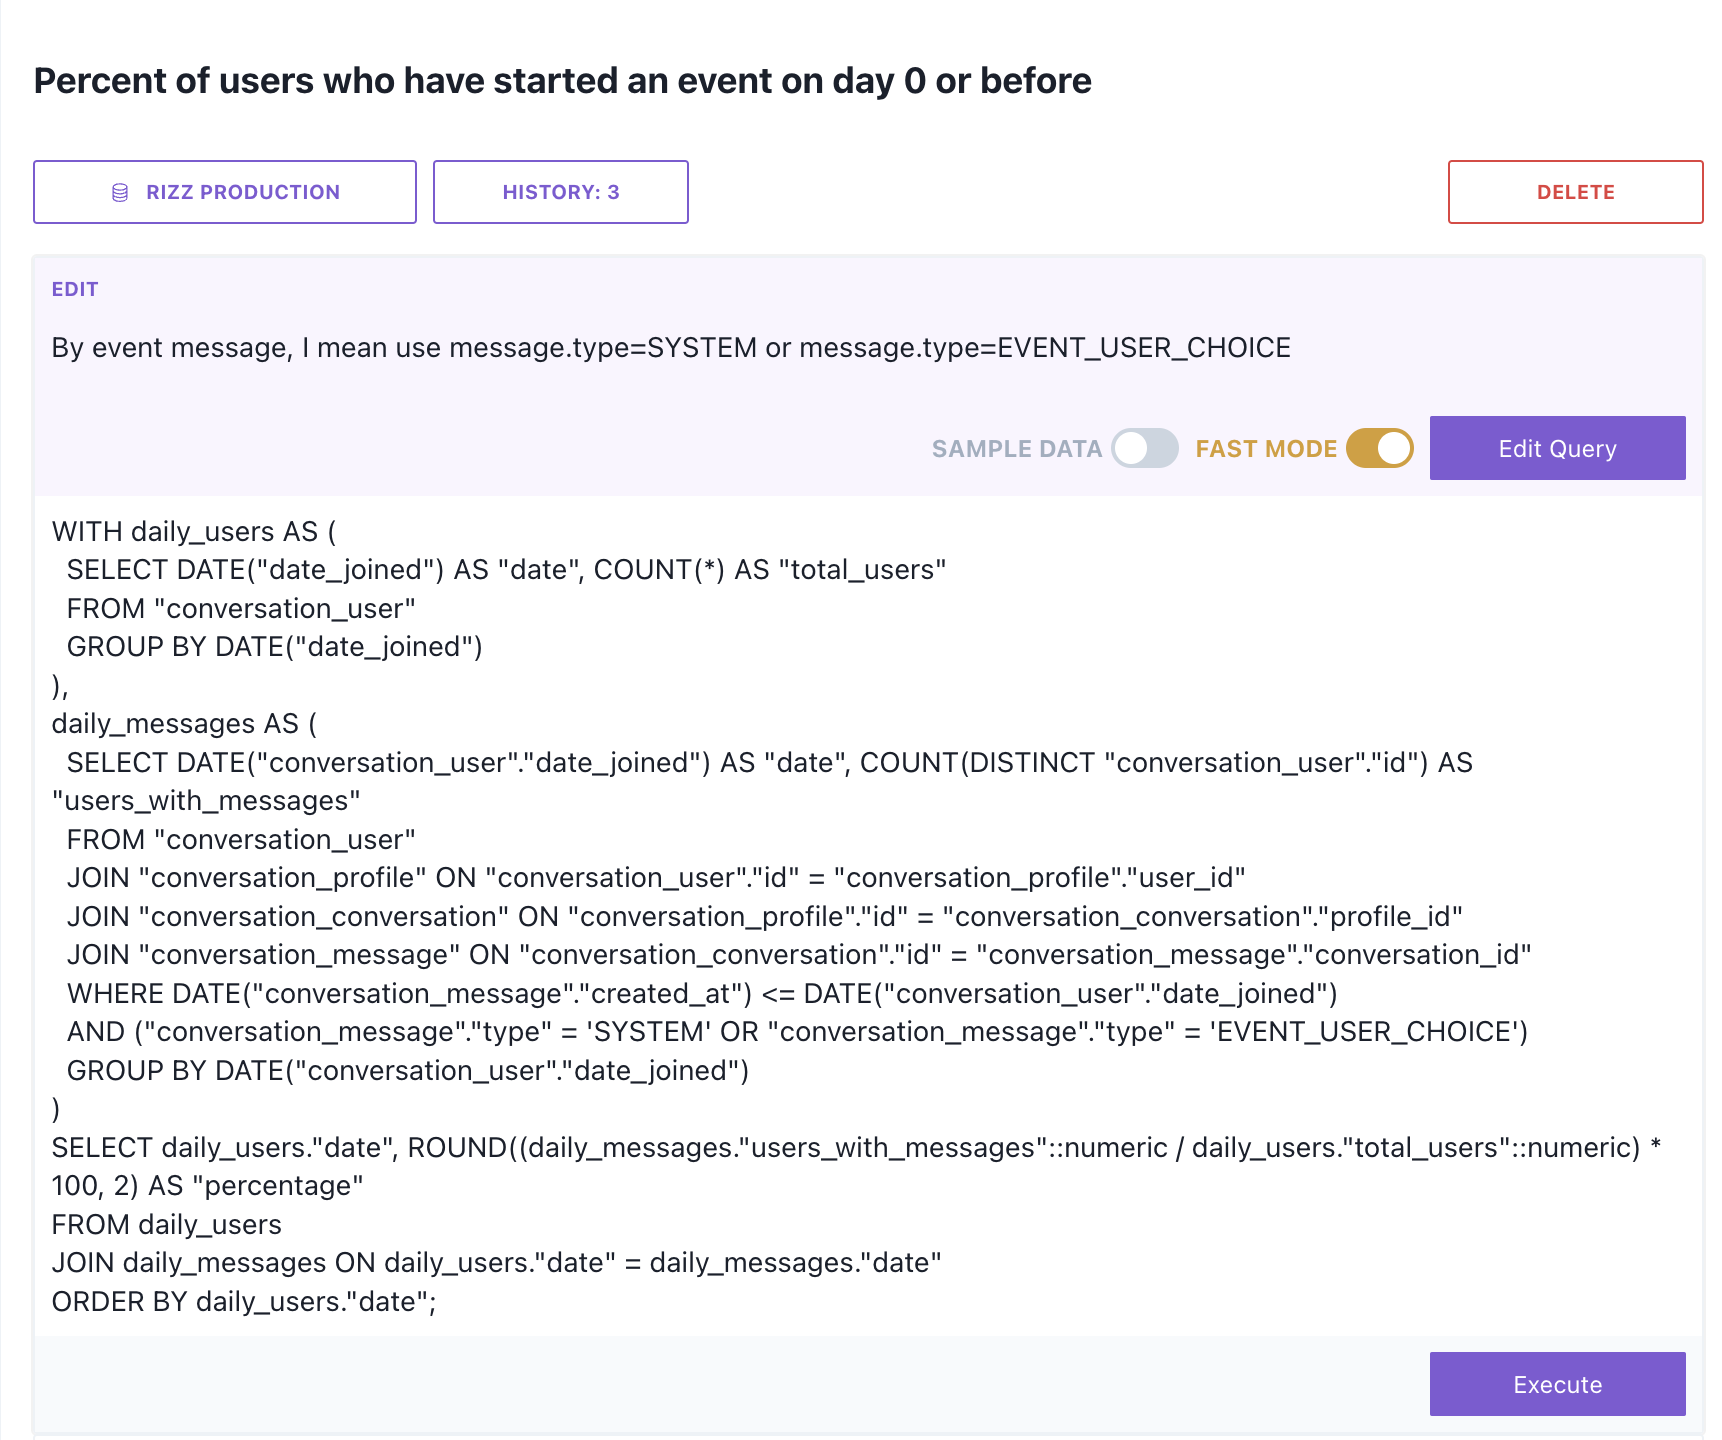 Percent of users who have started an event on day 0 or before
RIZZ PRODUCTION
HISTORY: 3
DELETE
EDIT
By event message, I mean use message.type=SYSTEM or message.type=EVENT_USER_CHOICE
SAMPLE DATA
FAST MODE
Edit Query
WITH daily_users AS (
  SELECT DATE("date_joined") AS "date", COUNT(*) AS "total_users"
  FROM "conversation_user"
  GROUP BY DATE("date_joined")
),
daily_messages AS (
  SELECT DATE("conversation_user"."date_joined") AS "date", COUNT(DISTINCT "conversation_user"."id") AS
"users_with_messages"
  FROM "conversation_user"
  JOIN "conversation_profile" ON "conversation_user"."id" = "conversation_profile"."user_id"
  JOIN "conversation_conversation" ON "conversation_profile"."id" = "conversation_conversation"."profile_id"
  JOIN "conversation_message" ON "conversation_conversation"."id" = "conversation_message"."conversation_id"
  WHERE DATE("conversation_message"."created_at") <= DATE("conversation_user"."date_joined")
  AND ("conversation_message"."type" = 'SYSTEM' OR "conversation_message"."type" = 'EVENT_USER_CHOICE')
  GROUP BY DATE("conversation_user"."date_joined")
)
SELECT daily_users."date", ROUND((daily_messages."users_with_messages"::numeric / daily_users."total_users"::numeric) *
100, 2) AS "percentage"
FROM daily_users
JOIN daily_messages ON daily_users."date" = daily_messages."date"
ORDER BY daily_users."date";
Execute